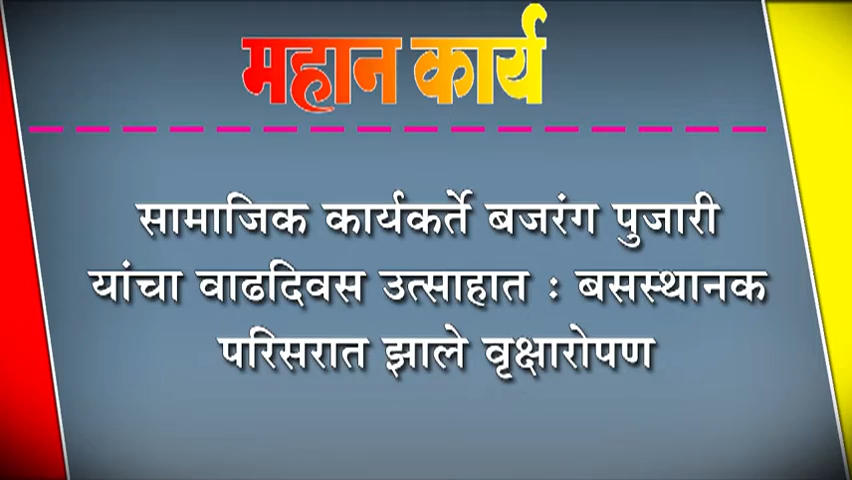 महान कार्य
सामाजिक कार्यकर्ते बजरंग पुजारी
यांचा वाढदिवस उत्साहात : बसस्थानक
परिसरात झाले वृक्षारोपण